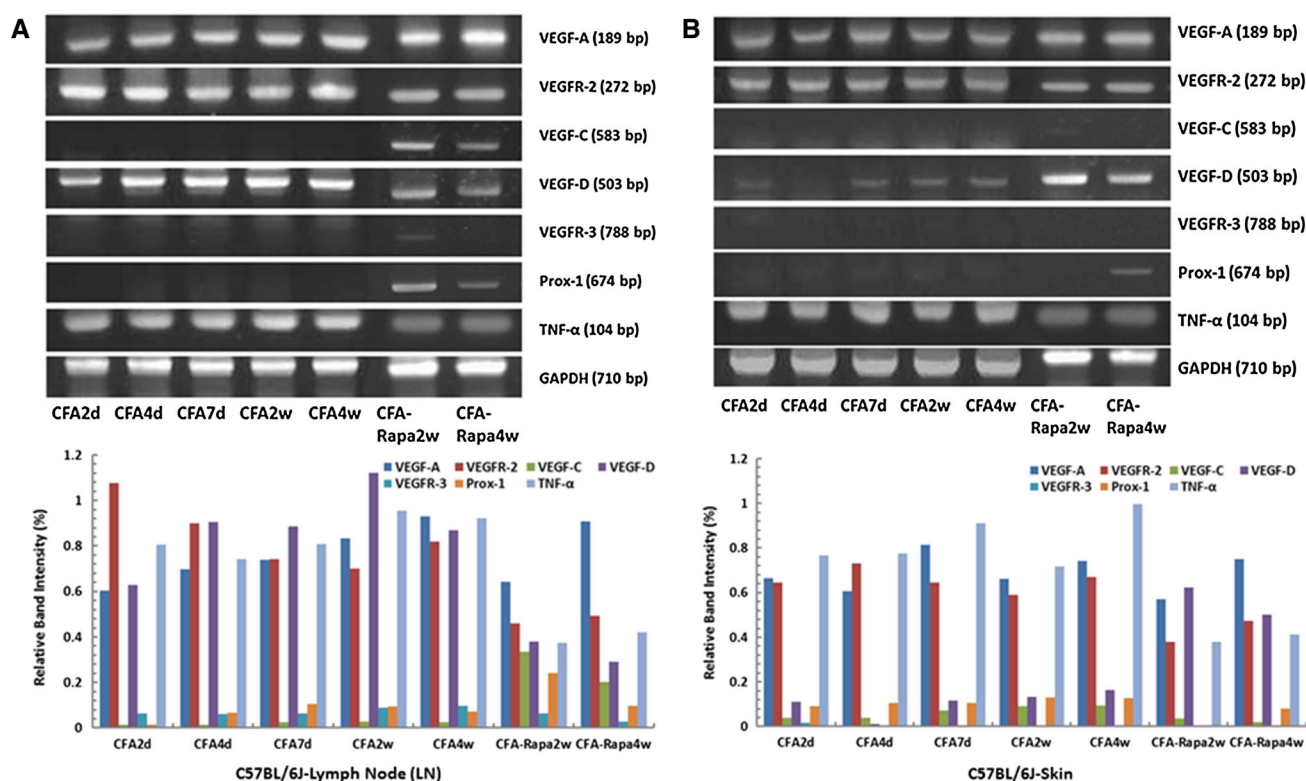 A
VEGF-A (189 bp)
VEGFR-2 (272 bp)
VEGF-C (583 bp)
VEGF-D (503 bp)
VEGFR-3 (788 bp)
Prox-1 (674 bp)
TNF-α (104 bp)
GAPDH (710 bp)
CFA2d CFA4d CFA7d CFA2w CFA4w CFA-Rapa2w CFA-Rapa4w
1.2
1
0.8
0.6
0.4
0.2
0
Relative Band Intensity (%)
VEGF-A VEGFR-2 VEGF-C VEGF-D
VEGFR-3 Prox-1 TNF-α
CFA2d CFA4d CFA7d CFA2w CFA4w CFA-Rapa2w CFA-Rapa4w
C57BL/6J-Lymph Node (LN)
B
VEGF-A (189 bp)
VEGFR-2 (272 bp)
VEGF-C (583 bp)
VEGF-D (503 bp)
VEGFR-3 (788 bp)
Prox-1 (674 bp)
TNF-α (104 bp)
GAPDH (710 bp)
CFA2d CFA4d CFA7d CFA2w CFA4w CFA-Rapa2w CFA-Rapa4w
1.2
1
0.8
0.6
0.4
0.2
0
Relative Band Intensity (%)
VEGF-A VEGFR-2 VEGF-C VEGF-D
VEGFR-3 Prox-1 TNF-α
CFA2d CFA4d CFA7d CFA2w CFA4w CFA-Rapa2w CFA-Rapa4w
C57BL/6J-Skin